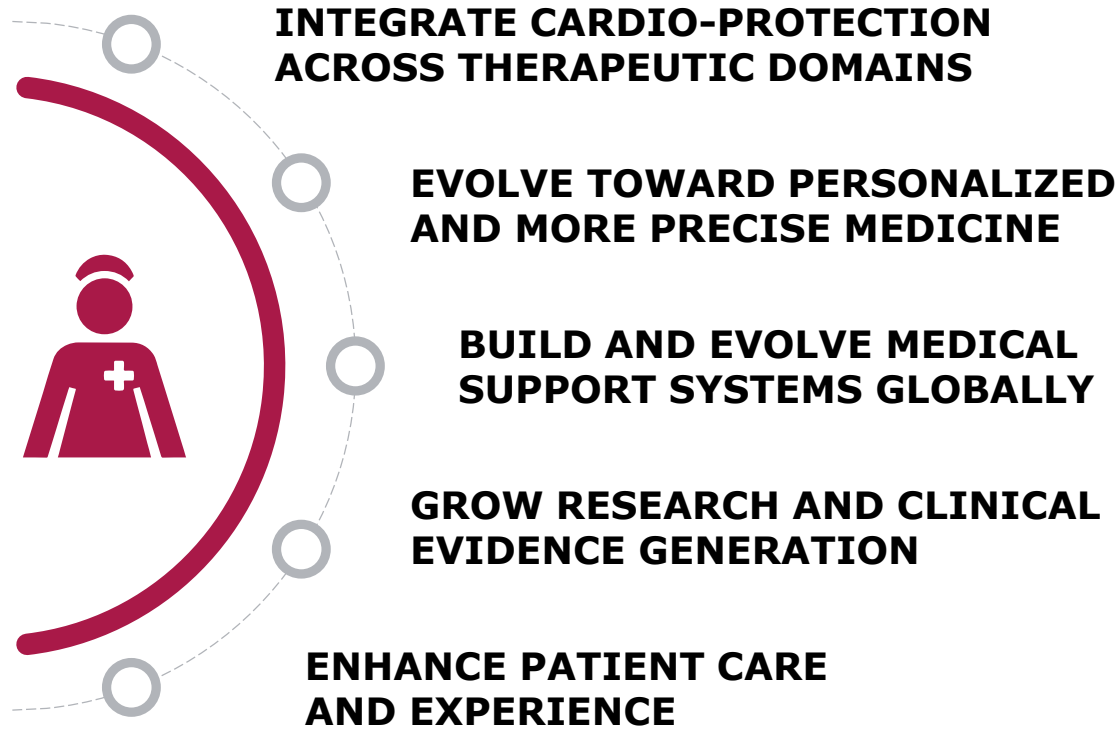 INTEGRATE CARDIO-PROTECTION
ACROSS THERAPEUTIC DOMAINS
EVOLVE TOWARD PERSONALIZED
AND MORE PRECISE MEDICINE
BUILD AND EVOLVE MEDICAL
SUPPORT SYSTEMS GLOBALLY
GROW RESEARCH AND CLINICAL
EVIDENCE GENERATION
ENHANCE PATIENT CARE
AND EXPERIENCE